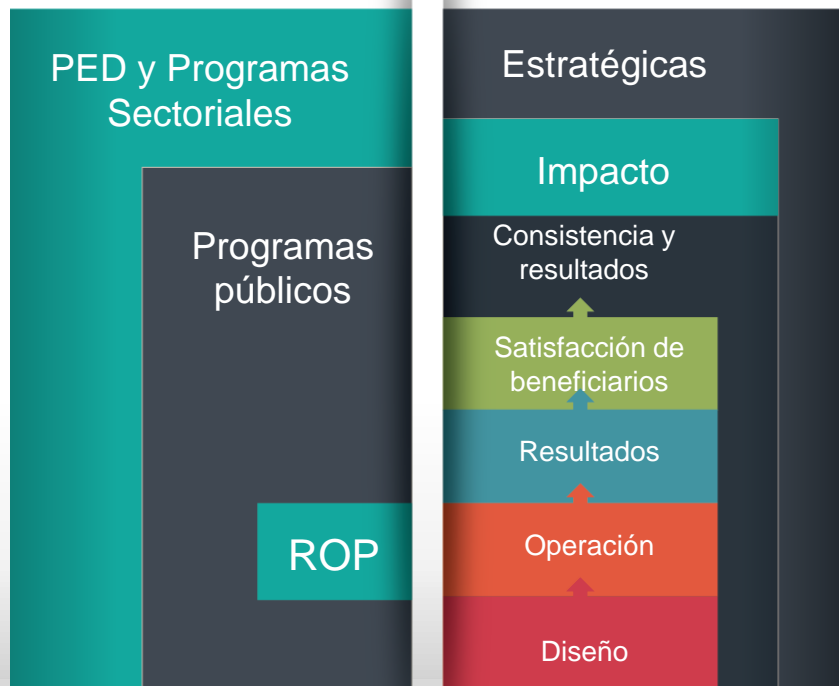 PED y Programas
Sectoriales
Programas
públicos
ROP
Estratégicas
Impacto
Consistencia y
resultados
Satisfacción de
beneficiarios
Resultados
Operación
Diseño